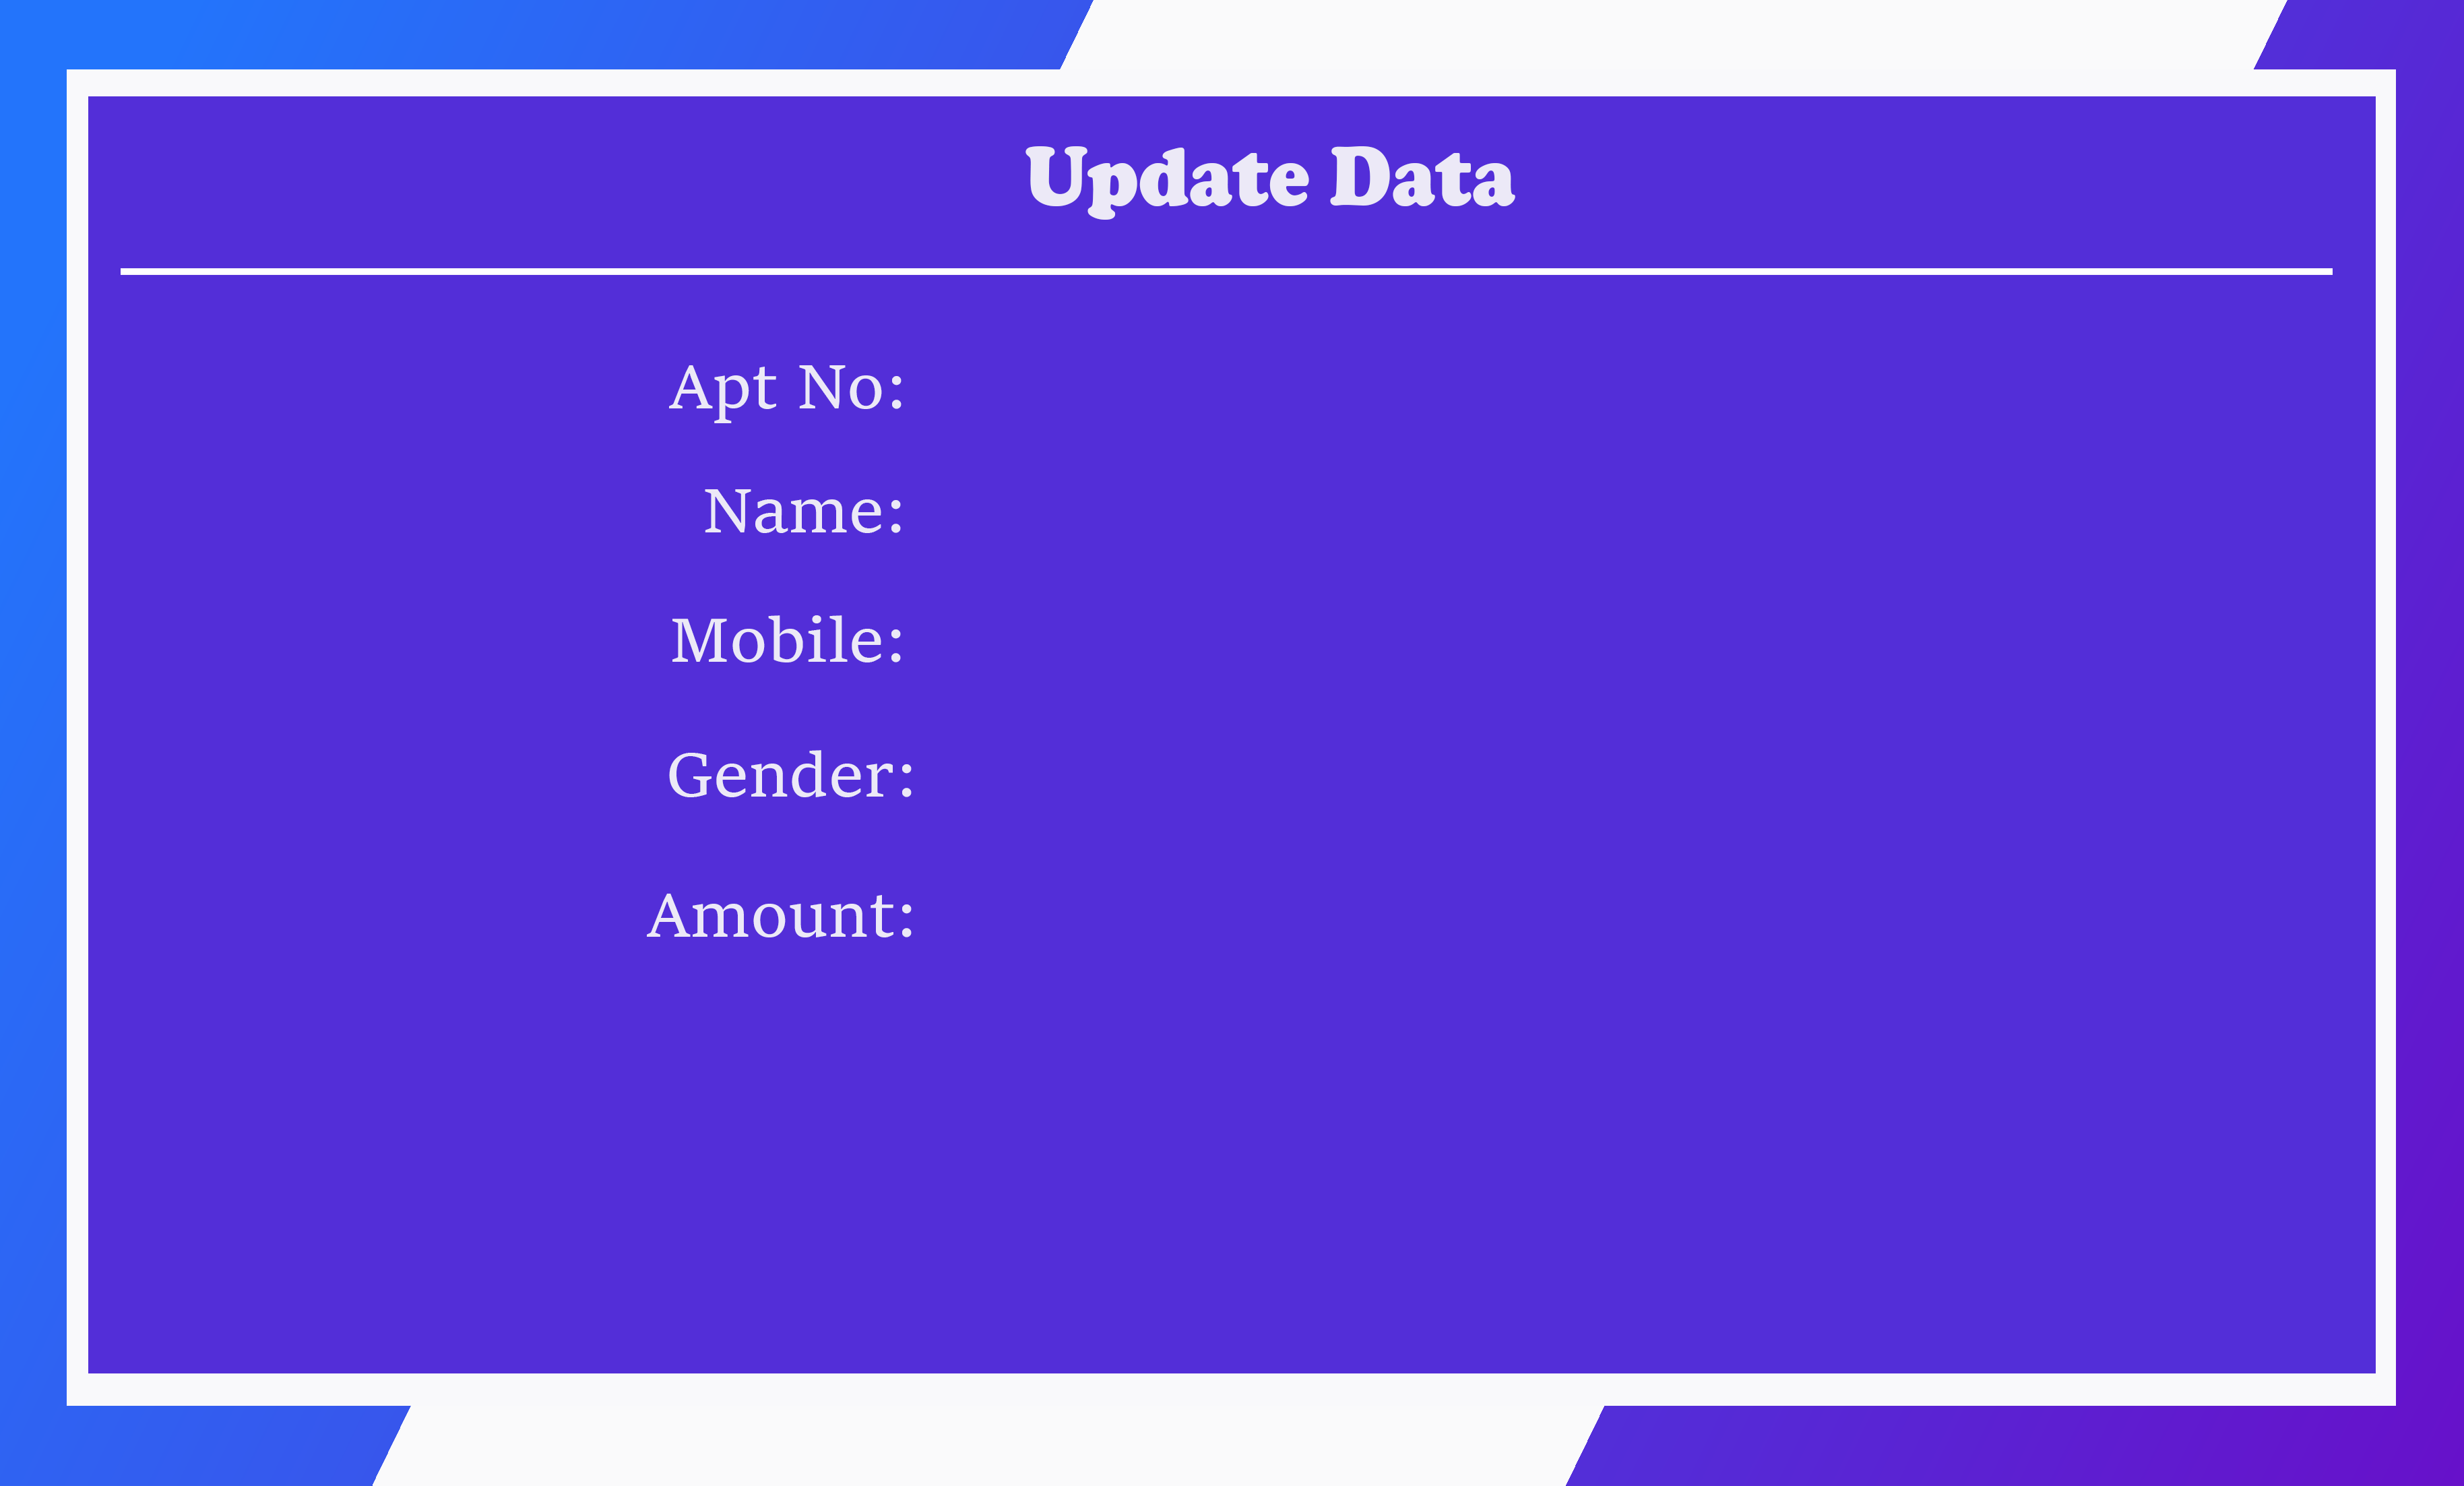 Update Data
Apt No:
Name:
Mobile:
Gender:
Amount: